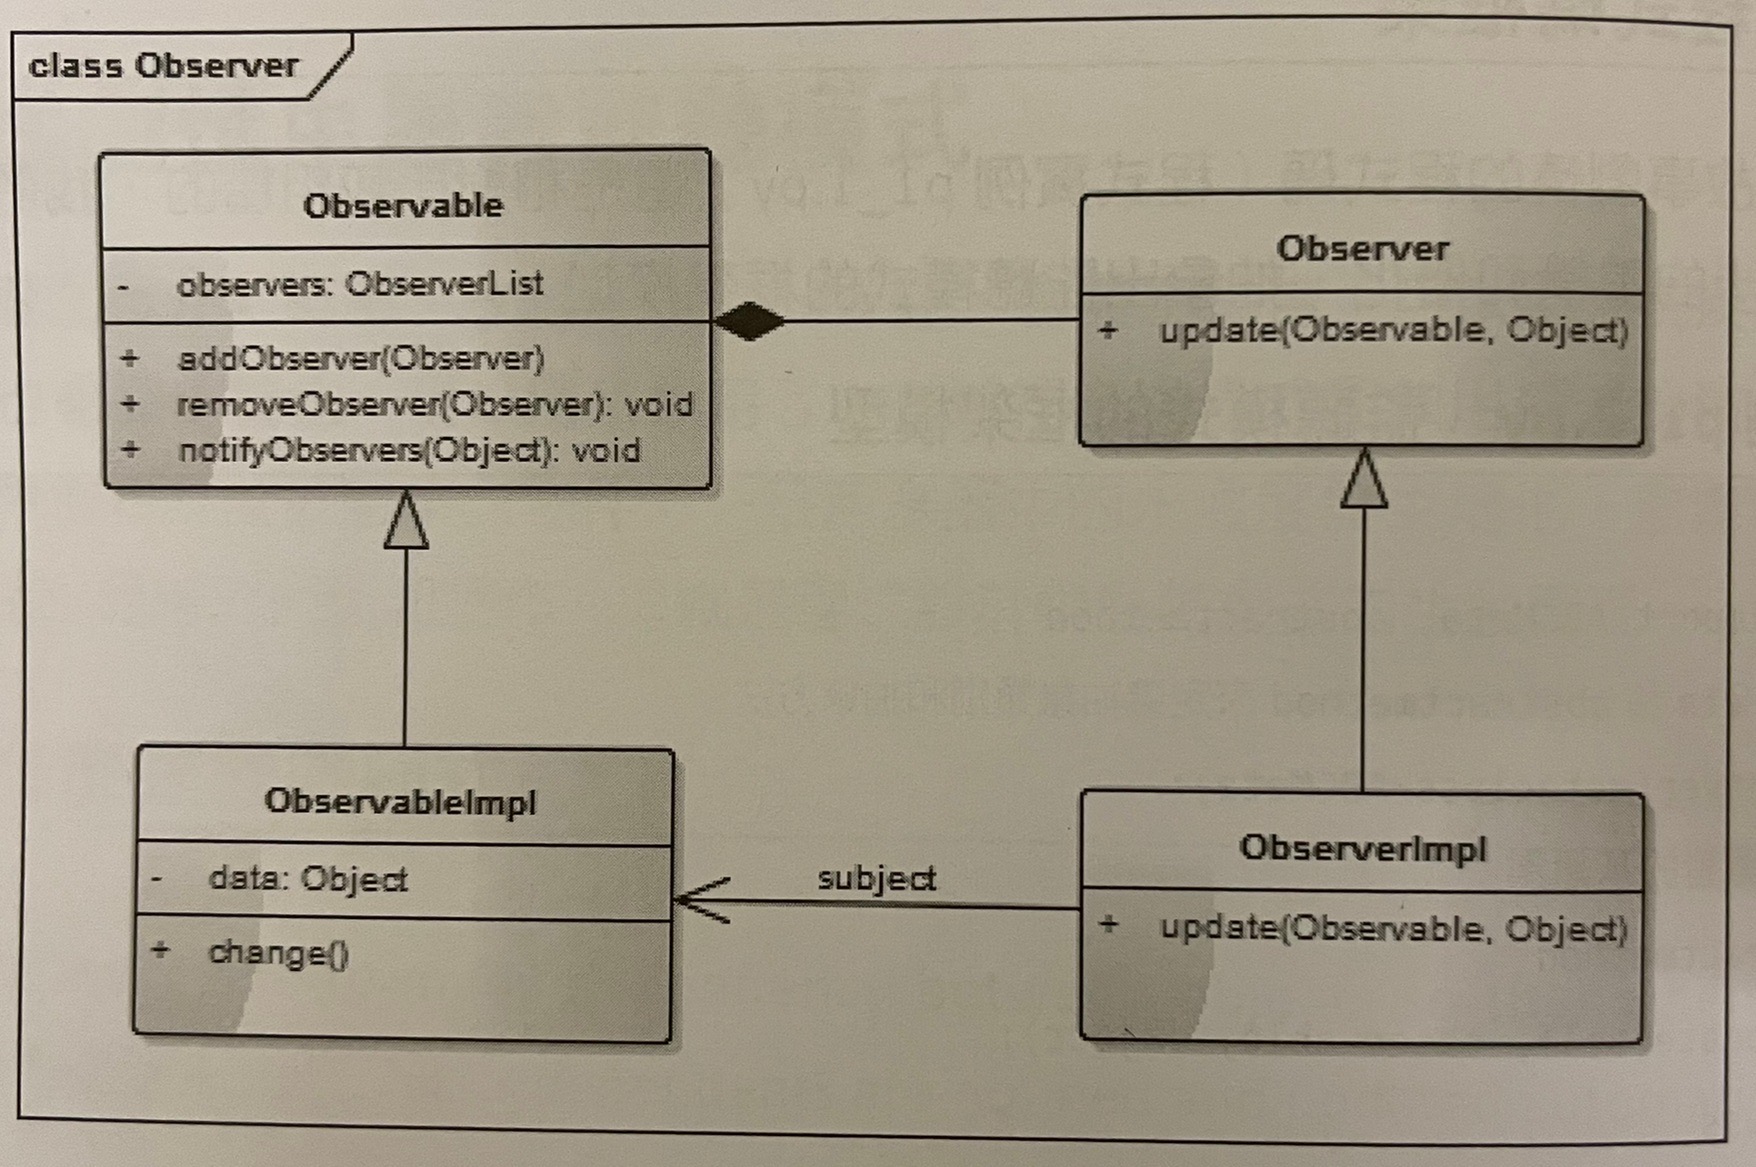 class Observer
Observable
- observers: ObserverList
+ addObserver(Observer)
+ removeObserver(Observer): void
+ notifyObservers(Object): void
Observer
+ update(Observable, Object)
ObservableImpl
- data: Object
+ change()
subject
ObserverImpl
+ update(Observable, Object)